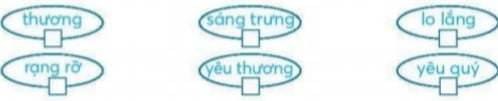 thương sáng trưng lo lắng
rạng rỡ yêu thương yêu quý